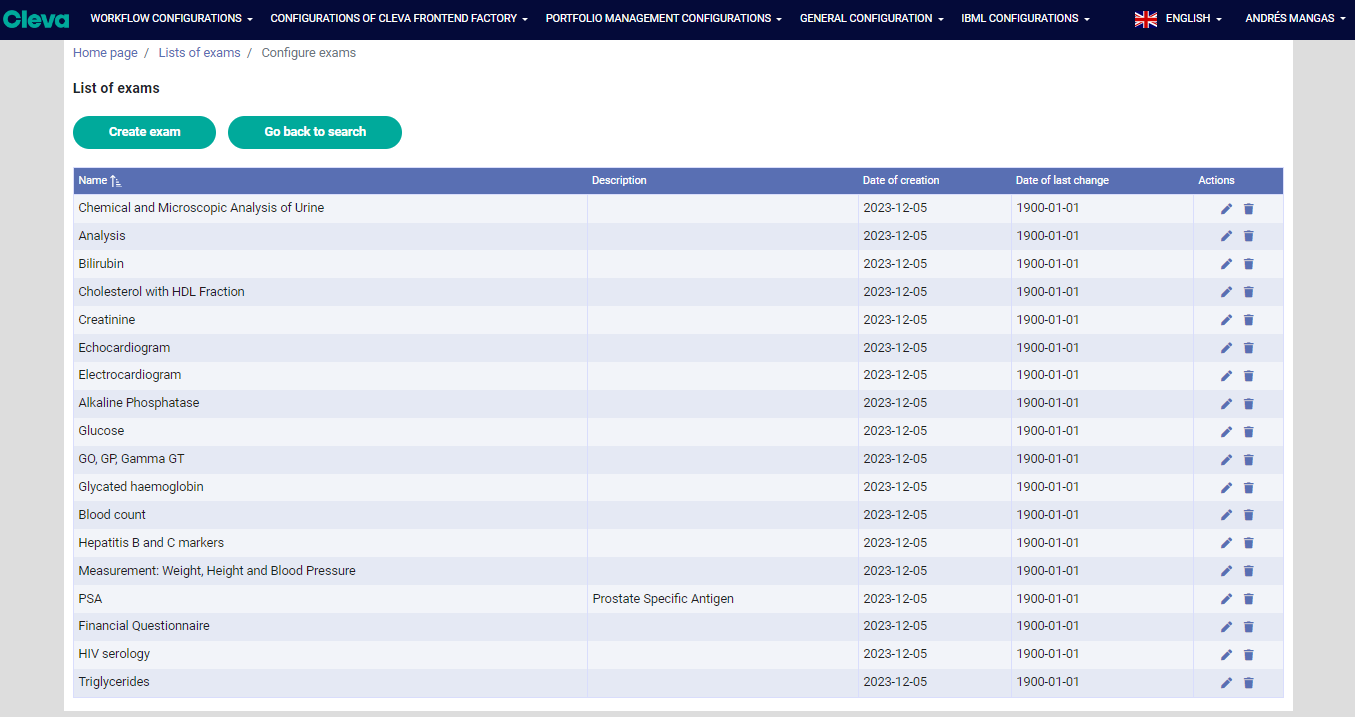 Cleva WORKFLOW CONFIGURATIONS CONFIGURATIONS OF CLEVA FRONTEND FACTORY PORTFOLIO MANAGEMENT CONFIGURATIONS GENERAL CONFIGURATION IBML CONFIGURATIONS ENGLISH ANDRÉS MANGAS
Home page / Lists of exams / Configure exams
List of exams
Create exam Go back to search
Name Description Date of creation Date of last change Actions
Chemical and Microscopic Analysis of Urine 2023-12-05 1900-01-01
Analysis 2023-12-05 1900-01-01
Bilirubin 2023-12-05 1900-01-01
Cholesterol with HDL Fraction 2023-12-05 1900-01-01
Creatinine 2023-12-05 1900-01-01
Echocardiogram 2023-12-05 1900-01-01
Electrocardiogram 2023-12-05 1900-01-01
Alkaline Phosphatase 2023-12-05 1900-01-01
Glucose 2023-12-05 1900-01-01
GO, GP, Gamma GT 2023-12-05 1900-01-01
Glycated haemoglobin 2023-12-05 1900-01-01
Blood count 2023-12-05 1900-01-01
Hepatitis B and C markers 2023-12-05 1900-01-01
Measurement: Weight, Height and Blood Pressure 2023-12-05 1900-01-01
PSA Prostate Specific Antigen 2023-12-05 1900-01-01
Financial Questionnaire 2023-12-05 1900-01-01
HIV serology 2023-12-05 1900-01-01
Triglycerides 2023-12-05 1900-01-01